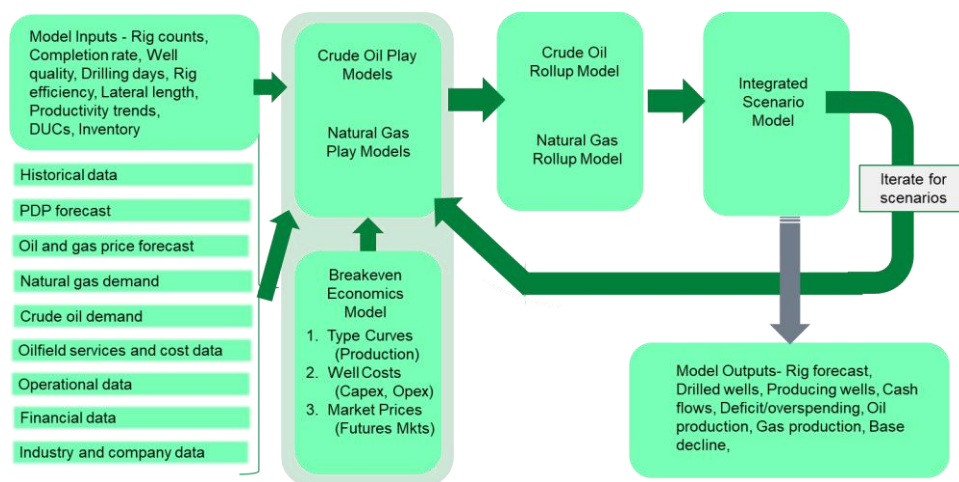 Model Inputs - Rig counts,
Completion rate, Well
quality, Drilling days, Rig
efficiency, Lateral length,
Productivity trends,
DUCs, Inventory
Historical data
PDP forecast
Oil and gas price forecast
Natural gas demand
Crude oil demand
Oilfield services and cost data
Operational data
Financial data
Industry and company data
Crude Oil Play
Models
Natural Gas
Play Models
Breakeven
Economics
Model
1. Type Curves
(Production)
2. Well Costs
(Capex, Opex)
3. Market Prices
(Futures Mkts)
Crude Oil
Rollup Model
Natural Gas
Rollup Model
Integrated
Scenario
Model
Iterate for
scenarios
Model Outputs- Rig forecast,
Drilled wells, Producing wells, Cash
flows, Deficit/overspending, Oil
production, Gas production, Base
decline,